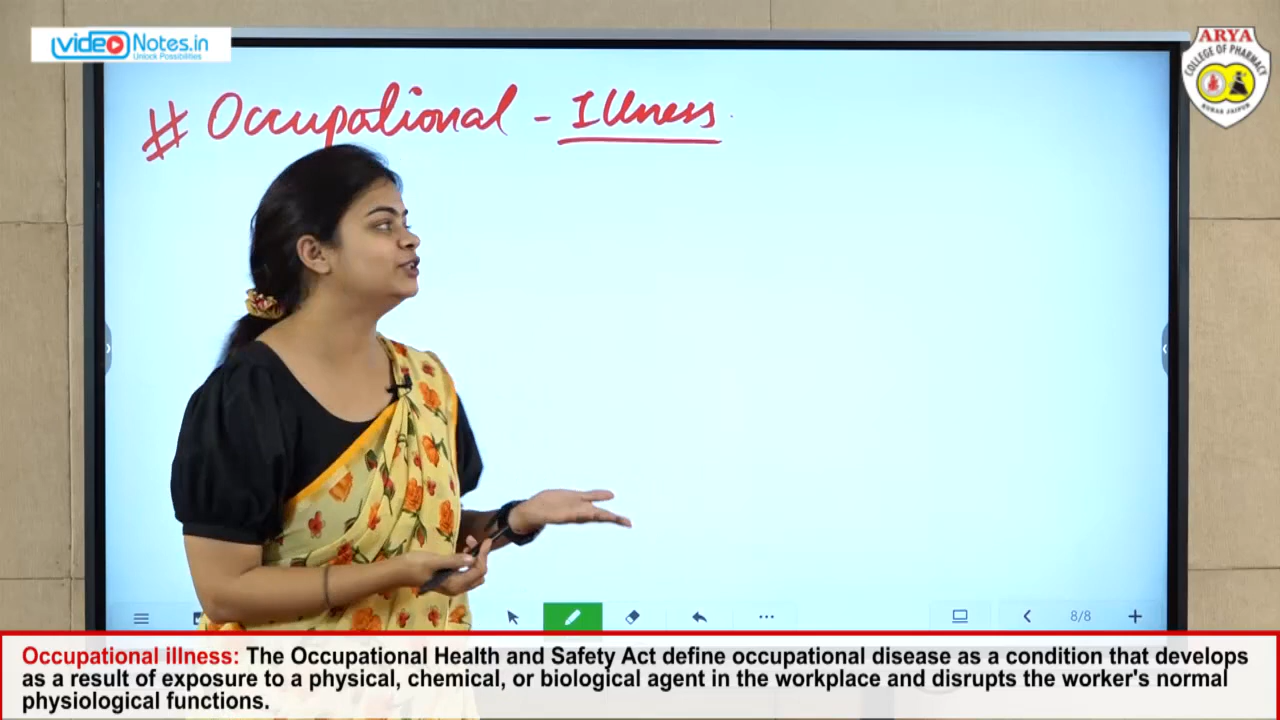 videoNotes.in
Unlock Possibilities
ARYA
COLLEGE OF PHARMACY
KUKAS JAIPUR
# Occupational - Illness
8/8
Occupational illness: The Occupational Health and Safety Act define occupational disease as a condition that develops
as a result of exposure to a physical, chemical, or biological agent in the workplace and disrupts the worker's normal
physiological functions.